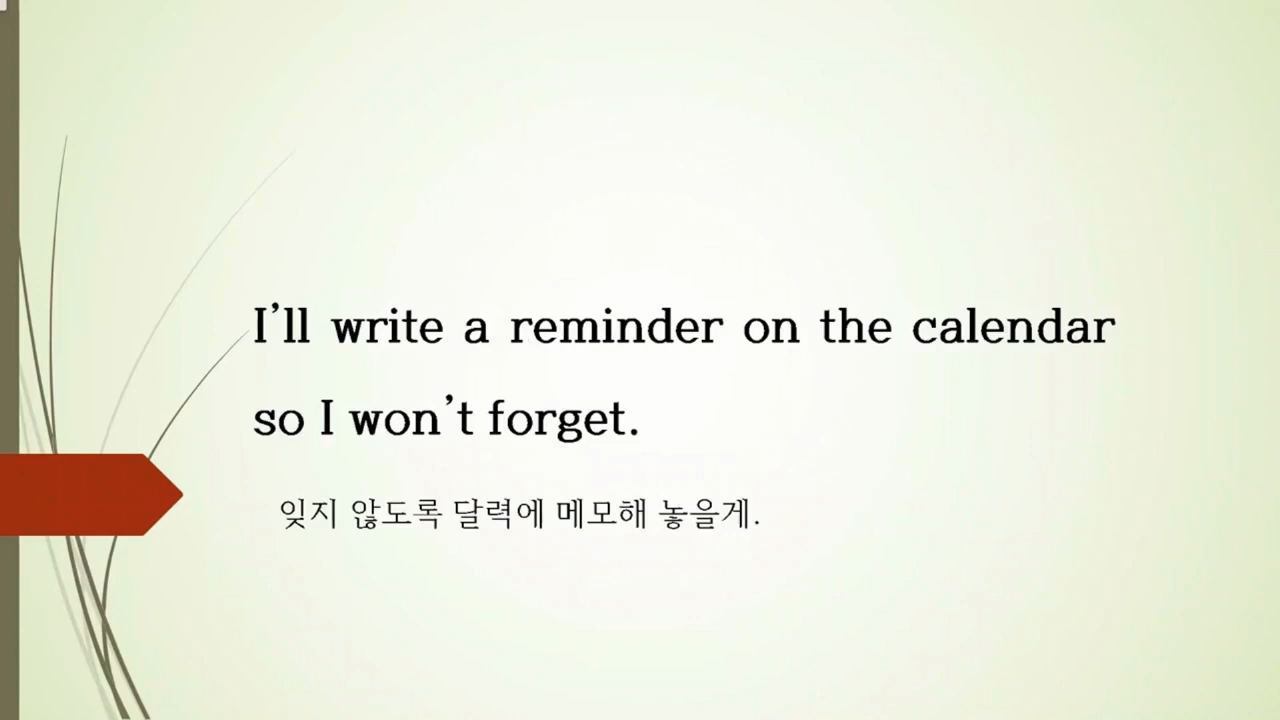 I’ll write a reminder on the calendar
so I won’t forget.
잊지 않도록 달력에 메모해 놓을게.